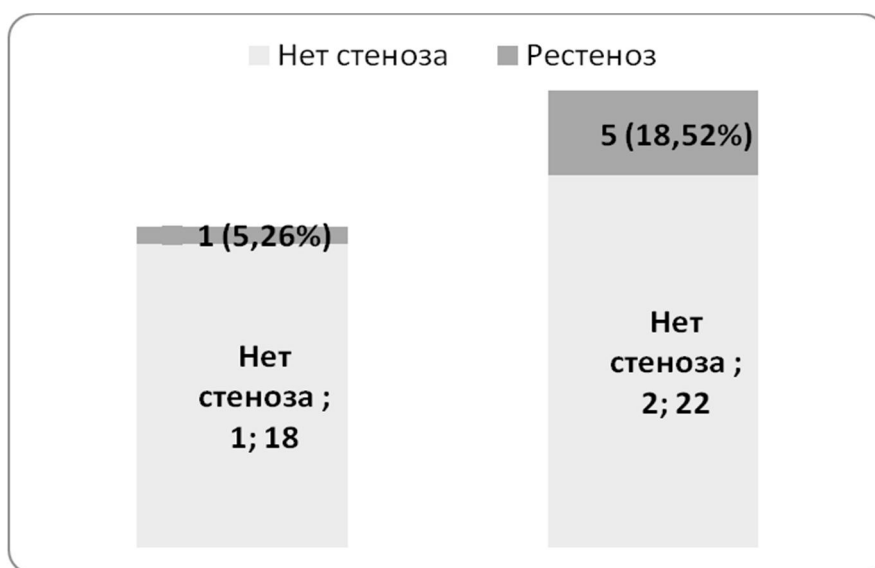 Нет стеноза Рестеноз
5 (18,52%)
1 (5,26%)
Нет
стеноза ;
1; 18
Нет
стеноза ;
2; 22